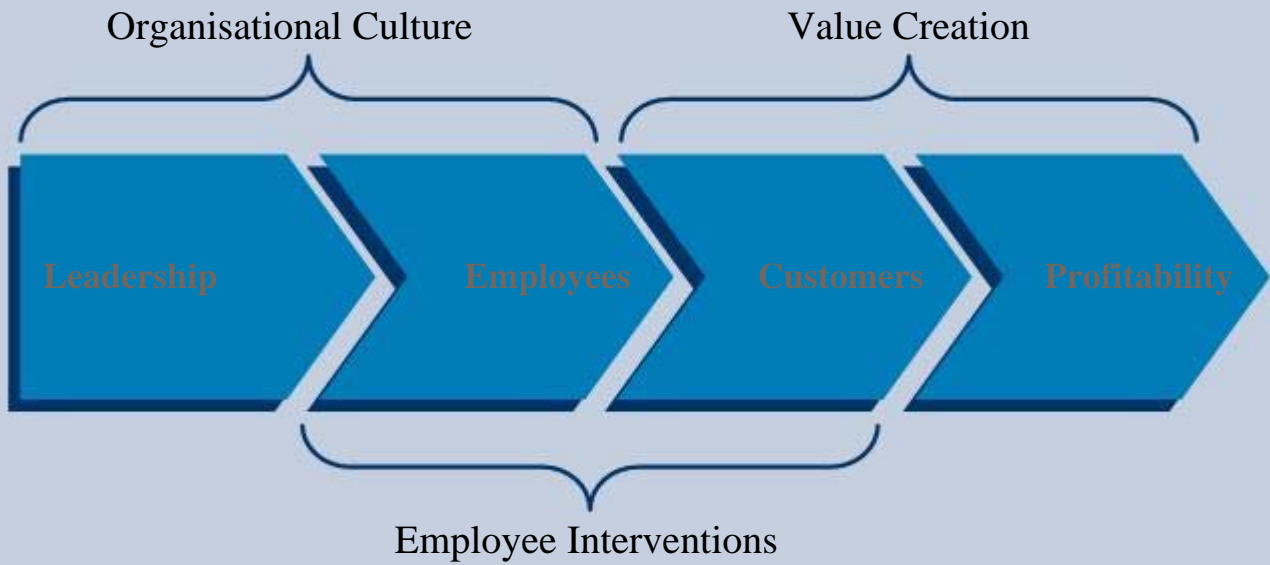 Organisational Culture
Value Creation
Leadership
Employees
Customers
Profitability
Employee Interventions